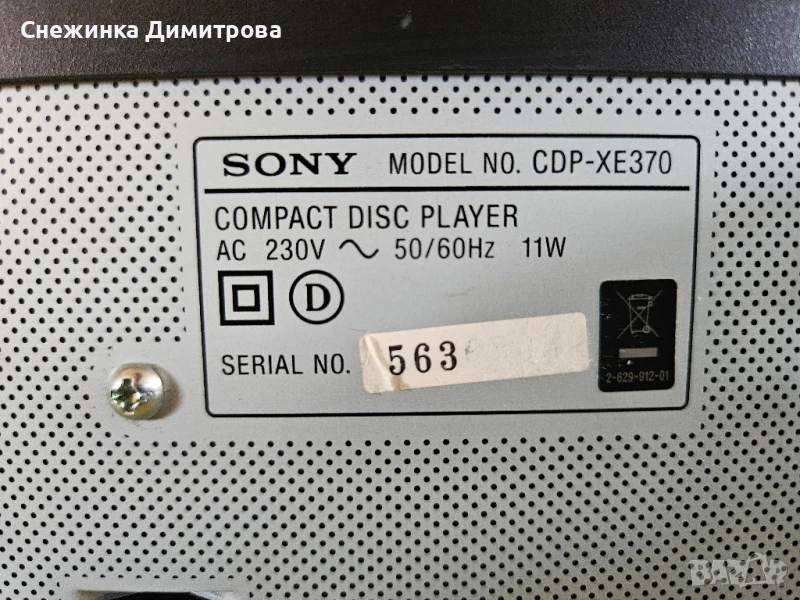 Снежинка Димитрова
SONY MODEL NO. CDP-XE370
COMPACT DISC PLAYER
AC 230V ~ 50/60Hz 11W
D
SERIAL NO. 563
2-629-912-01